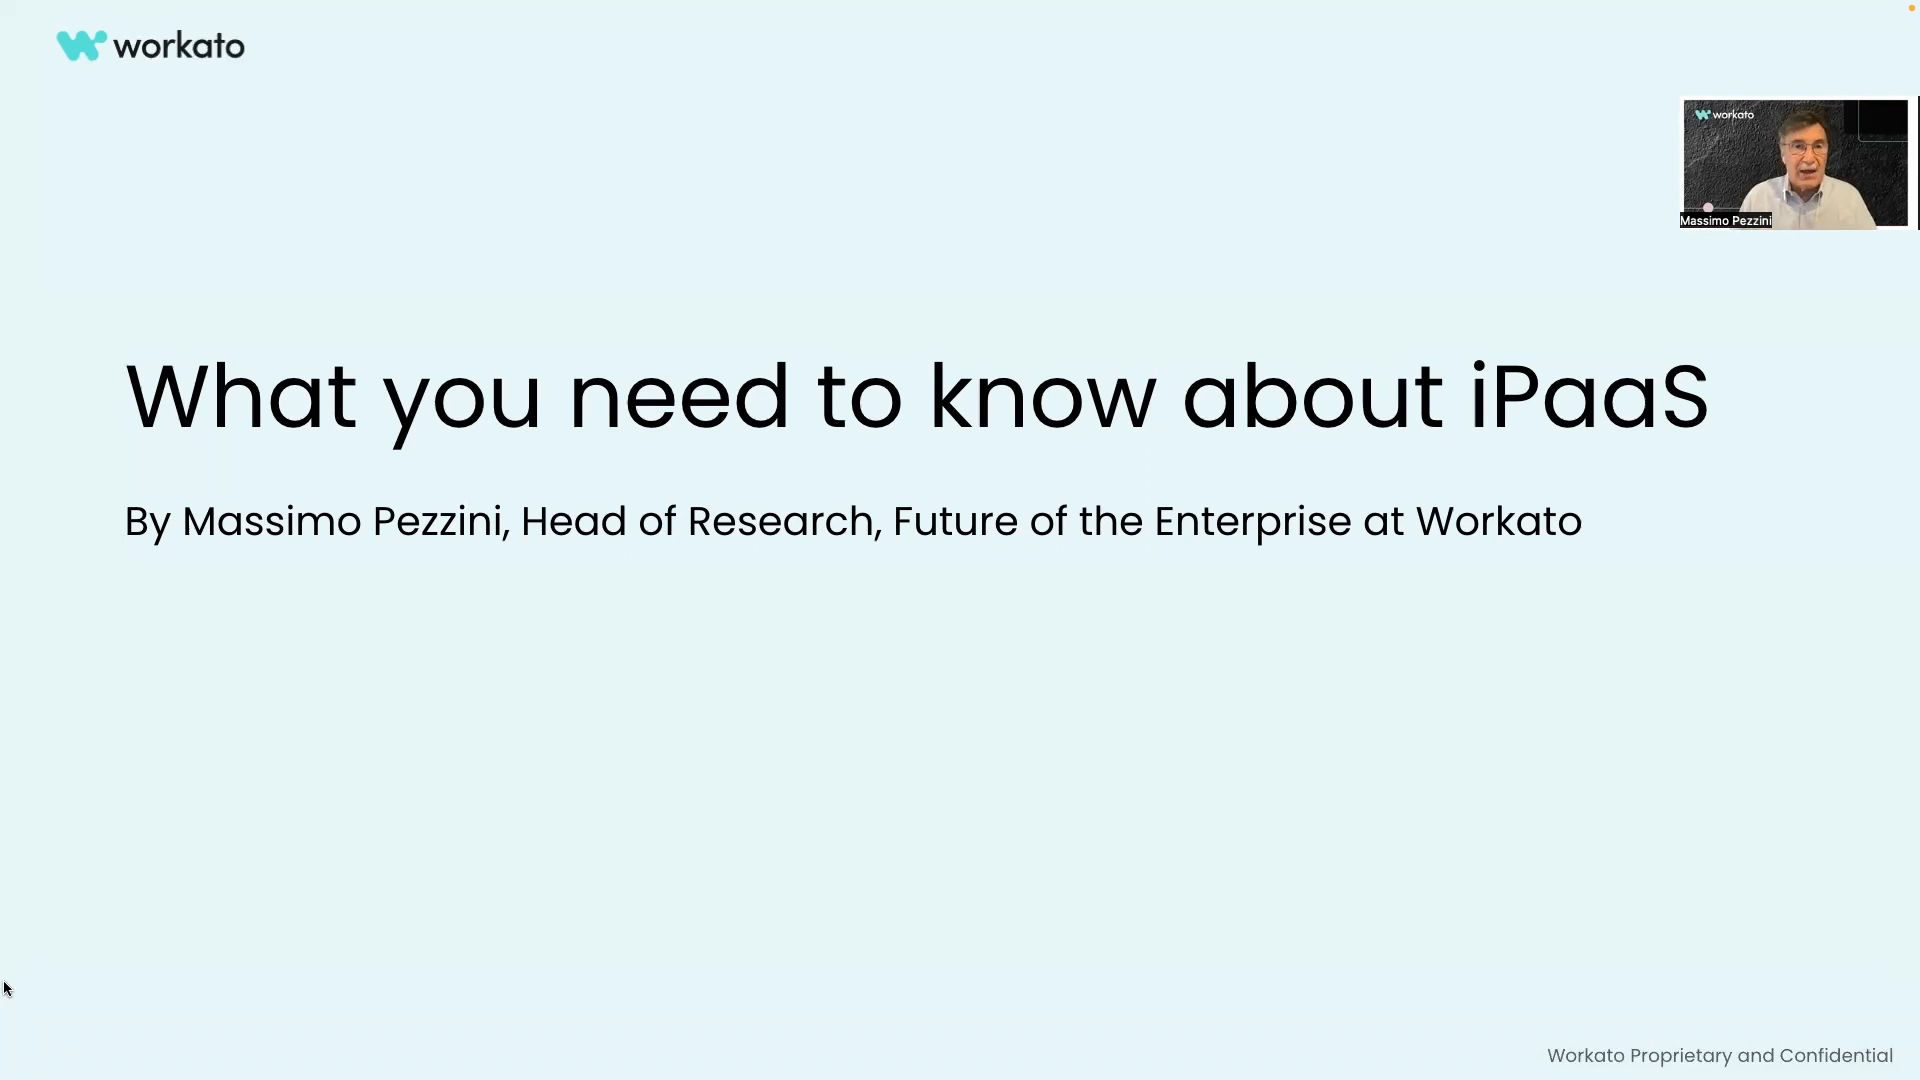 workato
workato
Massimo Pezzini
What you need to know about iPaaS
By Massimo Pezzini, Head of Research, Future of the Enterprise at Workato
Workato Proprietary and Confidential